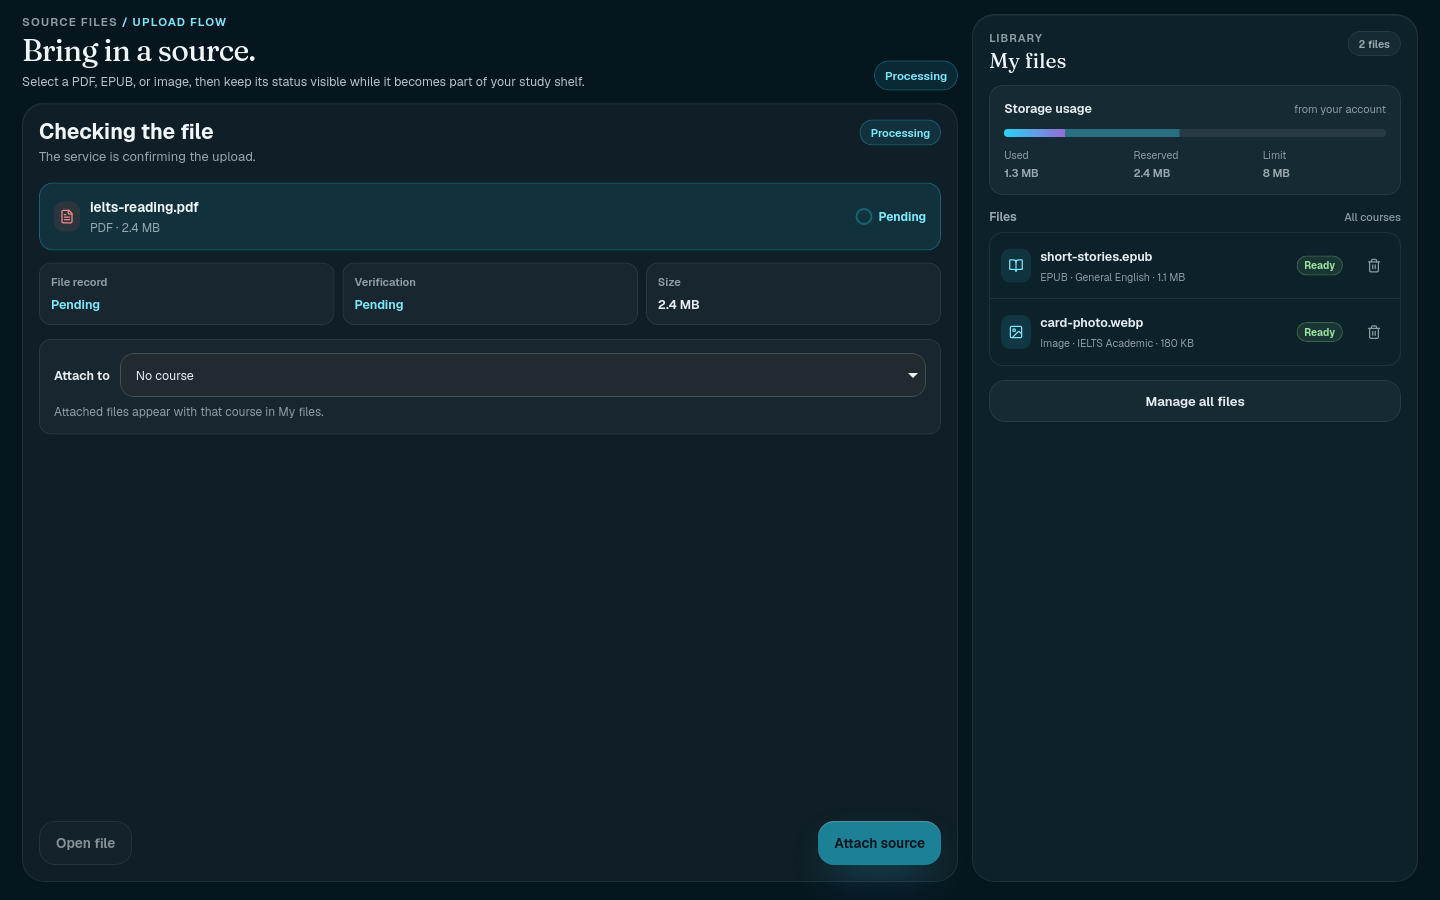 SOURCE FILES / UPLOAD FLOW
Bring in a source.
Select a PDF, EPUB, or image, then keep its status visible while it becomes part of your study shelf.
Processing
Checking the file
Processing
The service is confirming the upload.
ielts-reading.pdf
PDF · 2.4 MB
Pending
File record
Pending
Verification
Pending
Size
2.4 MB
Attach to
No course
Attached files appear with that course in My files.
Open file
Attach source
LIBRARY
My files
2 files
Storage usage
from your account
Used
1.3 MB
Reserved
2.4 MB
Limit
8 MB
Files
All courses
short-stories.epub
EPUB · General English · 1.1 MB
Ready
card-photo.webp
Image · IELTS Academic · 180 KB
Ready
Manage all files